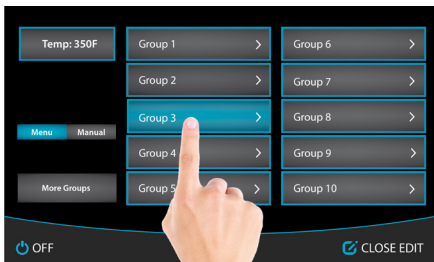 Temp: 350F
Menu Manual
More Groups
Group 1
Group 2
Group 3
Group 4
Group 5
Group 6
Group 7
Group 8
Group 9
Group 10
OFF
CLOSE EDIT